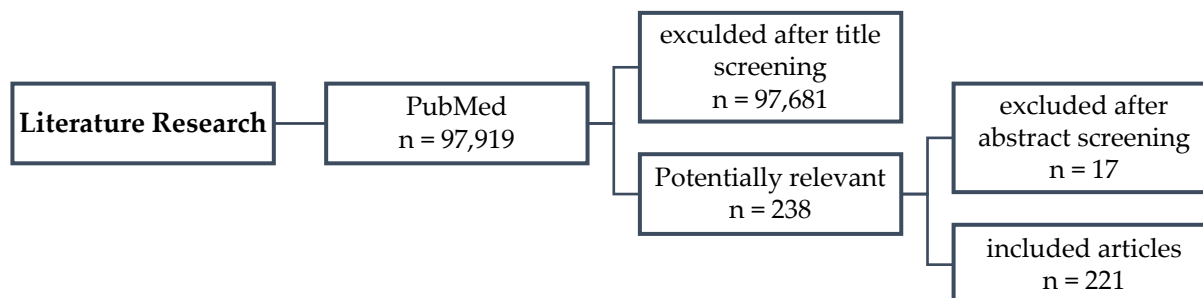 Literature Research
PubMed
n = 97,919
exculded after title
screening
n = 97,681
Potentially relevant
n = 238
excluded after
abstract screening
n = 17
included articles
n = 221